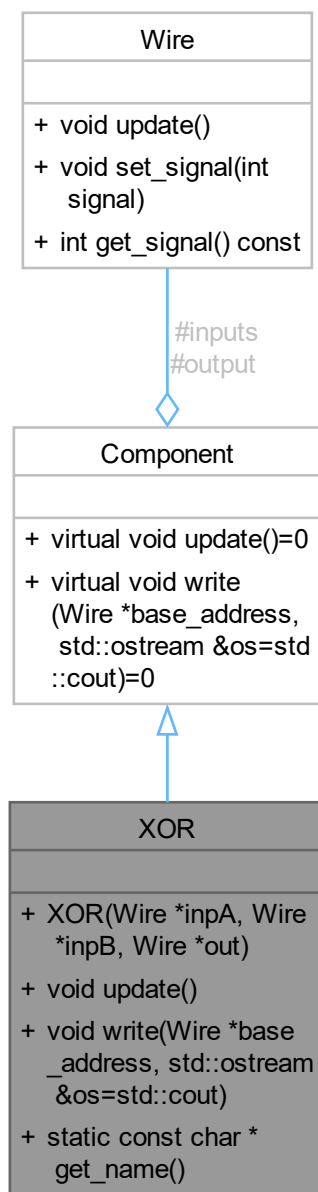 Wire
+ void update()
+ void set_signal(int
signal)
+ int get_signal() const
#inputs
#output
Component
+ virtual void update()=0
+ virtual void write
(Wire *base_address,
std::ostream &os=std
::cout)=0
XOR
+ XOR(Wire *inpA, Wire
*inpB, Wire *out)
+ void update()
+ void write(Wire *base
_address, std::ostream
&os=std::cout)
+ static const char *
get_name()